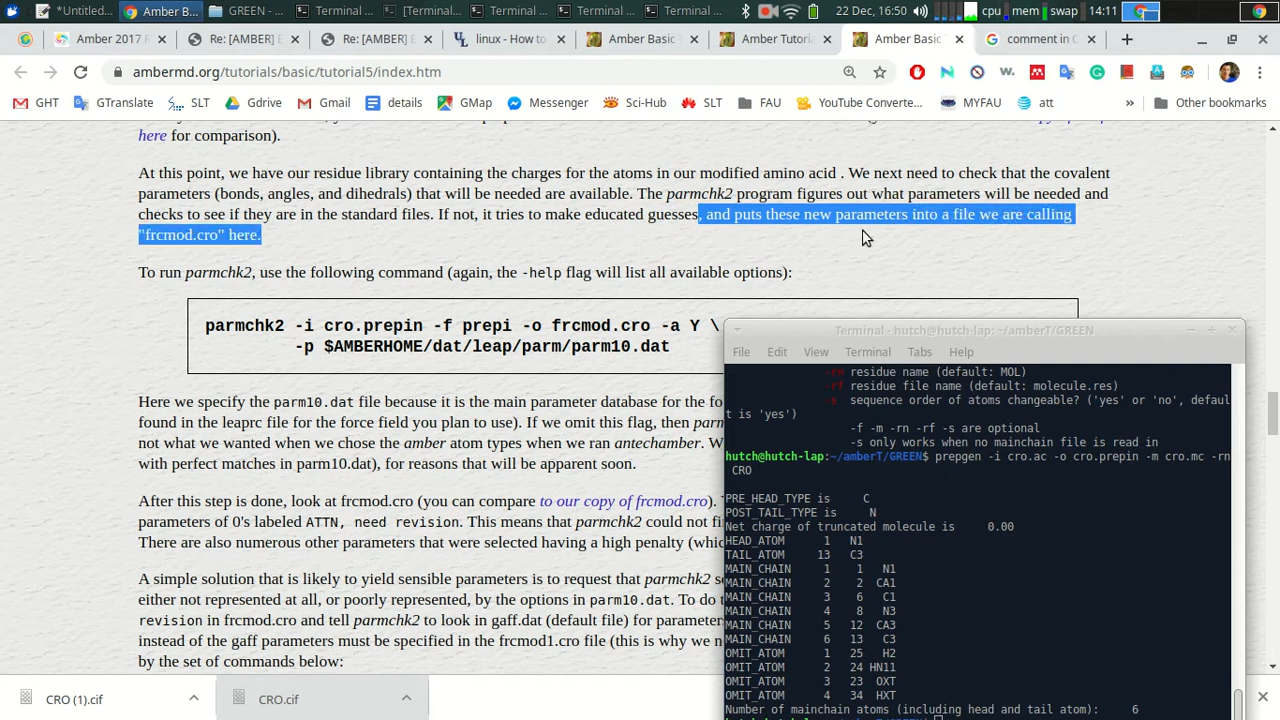 *Untitled...
Amber B...
GREEN - ...
Terminal ...
[Terminal...
Terminal ...
Terminal ...
Terminal ...
22 Dec, 16:50
cpu
mem
swap
14:11
Amber 2017 R
Re: [AMBER] E
Re: [AMBER] E
linux - How to
Amber Basic T
Amber Tutoria
Amber Basic T
comment in C
ambermd.org/tutorials/basic/tutorial5/index.htm
GHT
GTranslate
SLT
Gdrive
Gmail
details
GMap
Messenger
Sci-Hub
SLT
FAU
YouTube Converte...
MYFAU
att
»
Other bookmarks
here for comparison).
At this point, we have our residue library containing the charges for the atoms in our modified amino acid . We next need to check that the covalent
parameters (bonds, angles, and dihedrals) that will be needed are available. The parmchk2 program figures out what parameters will be needed and
checks to see if they are in the standard files. If not, it tries to make educated guesses, and puts these new parameters into a file we are calling
"frcmod.cro" here.
To run parmchk2, use the following command (again, the -help flag will list all available options):
parmchk2 -i cro.prepin -f prepi -o frcmod.cro -a Y \
-p $AMBERHOME/dat/leap/parm/parm10.dat
Here we specify the parm10.dat file because it is the main parameter database for the fo
found in the leaprc file for the force field you plan to use). If we omit this flag, then parm
not what we wanted when we chose the amber atom types when we ran antechamber. W
with perfect matches in parm10.dat), for reasons that will be apparent soon.
After this step is done, look at frcmod.cro (you can compare to our copy of frcmod.cro).
parameters of 0's labeled ATTN, need revision. This means that parmchk2 could not fi
There are also numerous other parameters that were selected having a high penalty (whic
A simple solution that is likely to yield sensible parameters is to request that parmchk2 s
either not represented at all, or poorly represented, by the options in parm10.dat. To do
revision in frcmod.cro and tell parmchk2 to look in gaff.dat (default file) for parameter
instead of the gaff parameters must be specified in the frcmod1.cro file (this is why we n
by the set of commands below:
Terminal - hutch@hutch-lap: ~/amberT/GREEN
File Edit View Terminal Tabs Help
-rn residue name (default: MOL)
-rf residue file name (default: molecule.res)
-s sequence order of atoms changeable? ('yes' or 'no', defaul
t is 'yes')
-f -m -rn -rf -s are optional
-s only works when no mainchain file is read in
hutch@hutch-lap:~/amberT/GREEN$ prepgen -i cro.ac -o cro.prepin -m cro.mc -rn
CRO
PRE_HEAD_TYPE is C
POST_TAIL_TYPE is N
Net charge of truncated molecule is 0.00
HEAD_ATOM 1 N1
TAIL_ATOM 13 C3
MAIN_CHAIN 1 1 N1
MAIN_CHAIN 2 2 CA1
MAIN_CHAIN 3 6 C1
MAIN_CHAIN 4 8 N3
MAIN_CHAIN 5 12 CA3
MAIN_CHAIN 6 13 C3
OMIT_ATOM 1 25 H2
OMIT_ATOM 2 24 HN11
OMIT_ATOM 3 23 OXT
OMIT_ATOM 4 34 HXT
Number of mainchain atoms (including head and tail atom): 6
CRO (1).cif
CRO.cif